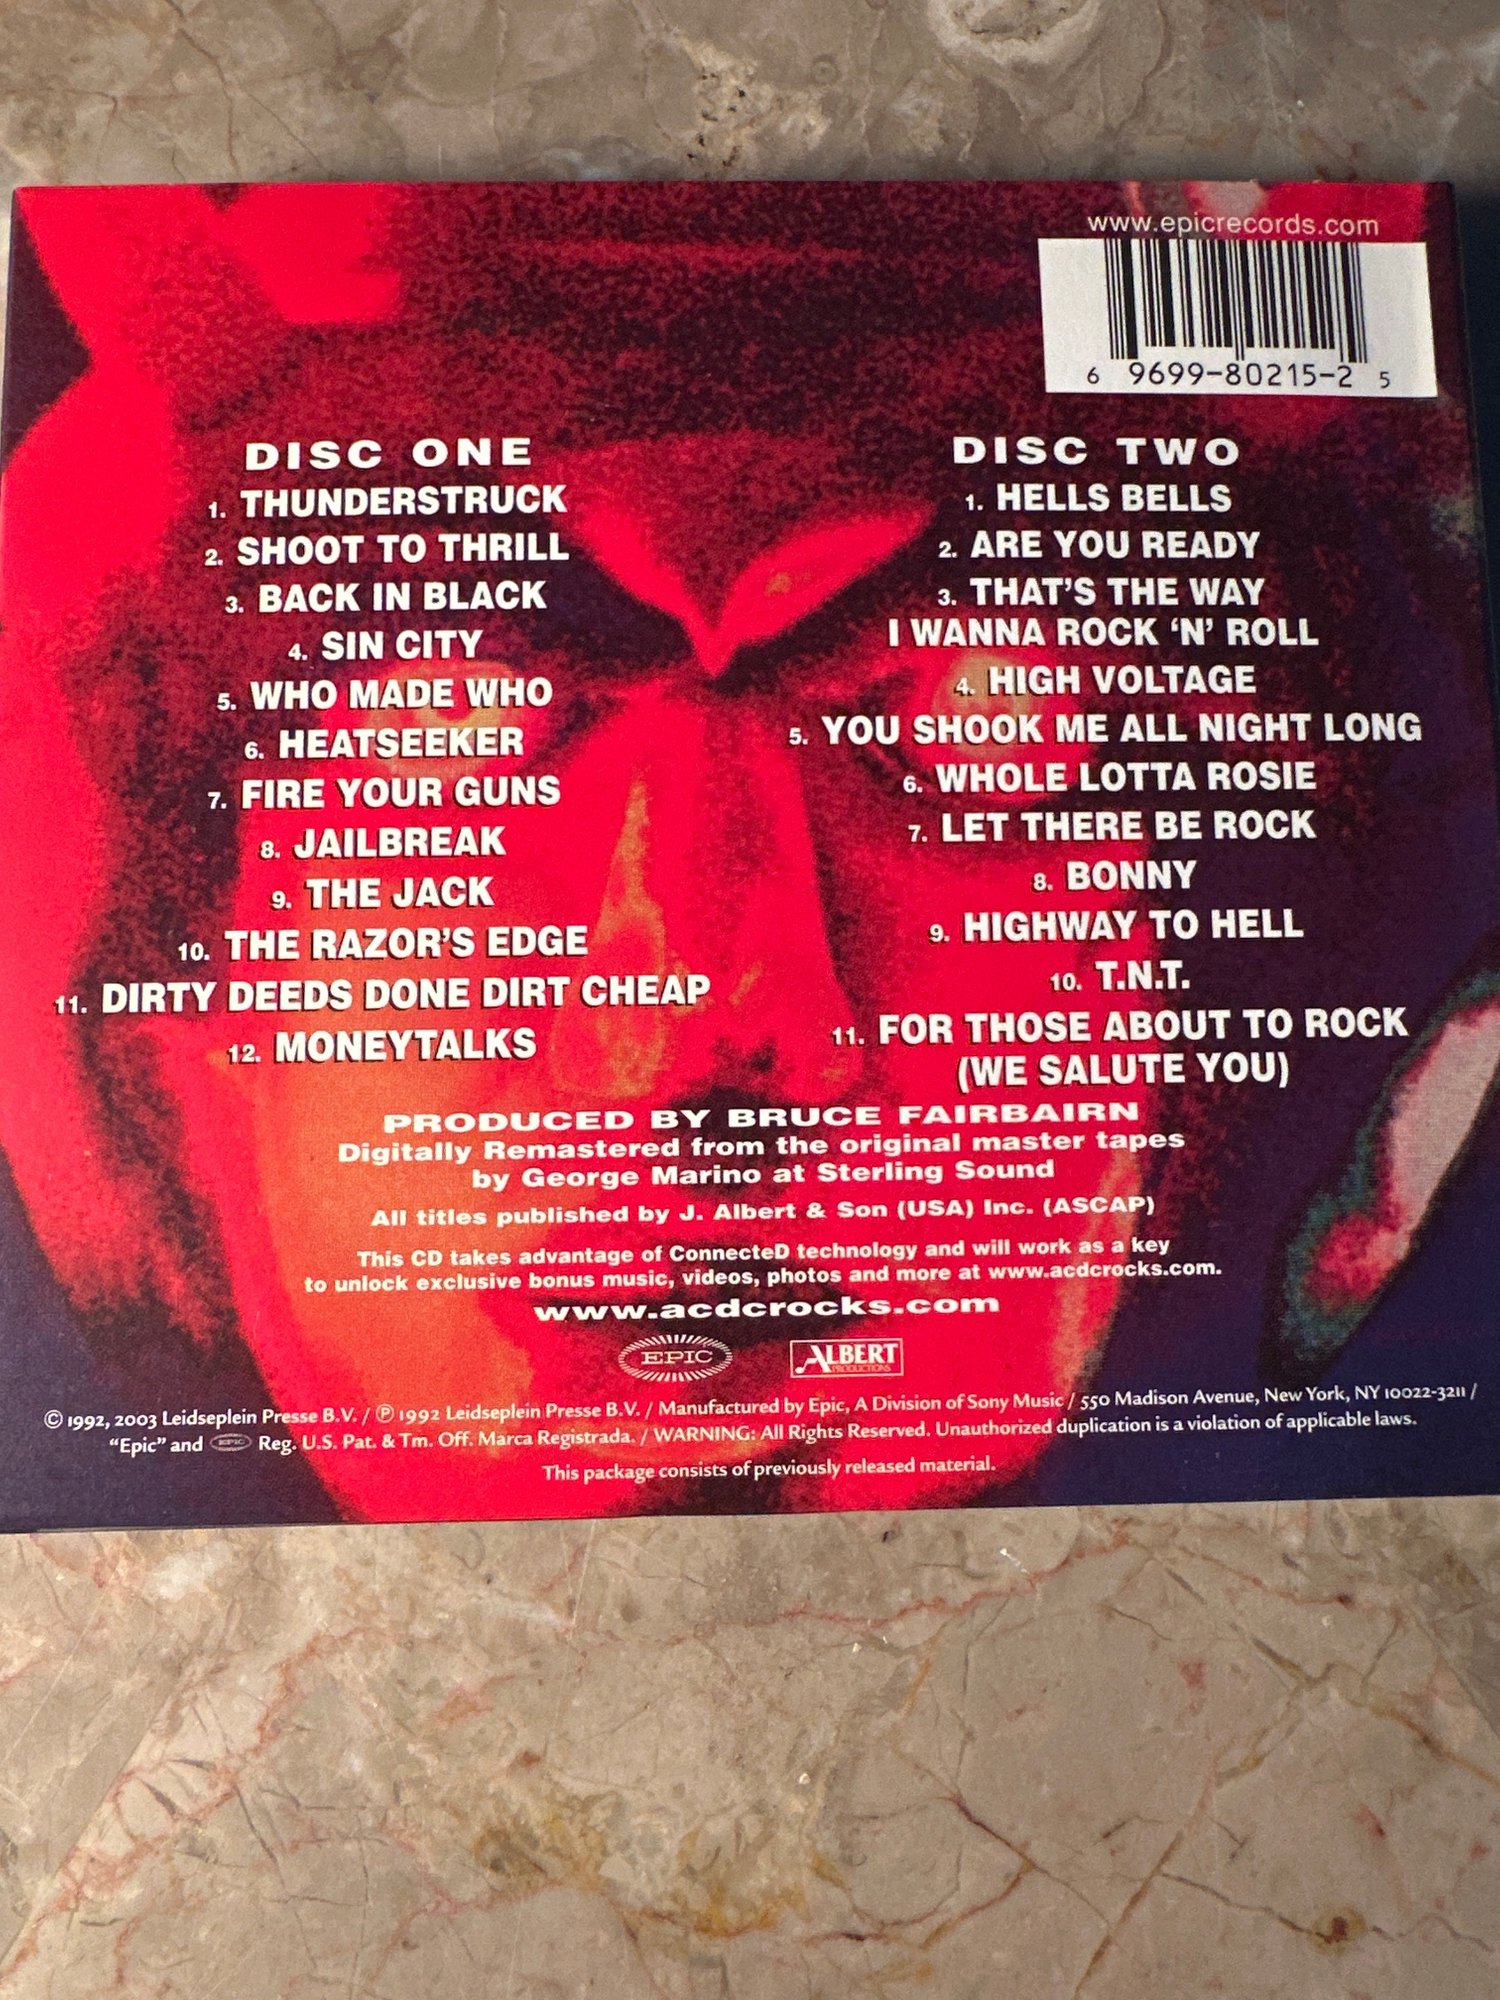 www.epicrecords.com
6 9699-80215-2 5
DISC ONE
1. THUNDERSTRUCK
2. SHOOT TO THRILL
3. BACK IN BLACK
4. SIN CITY
5. WHO MADE WHO
6. HEATSEEKER
7. FIRE YOUR GUNS
8. JAILBREAK
9. THE JACK
10. THE RAZOR'S EDGE
11. DIRTY DEEDS DONE DIRT CHEAP
12. MONEYTALKS
DISC TWO
1. HELLS BELLS
2. ARE YOU READY
3. THAT'S THE WAY
I WANNA ROCK 'N' ROLL
4. HIGH VOLTAGE
5. YOU SHOOK ME ALL NIGHT LONG
6. WHOLE LOTTA ROSIE
7. LET THERE BE ROCK
8. BONNY
9. HIGHWAY TO HELL
10. T.N.T.
11. FOR THOSE ABOUT TO ROCK
(WE SALUTE YOU)
PRODUCED BY BRUCE FAIRBAIRN
Digitally Remastered from the original master tapes
by George Marino at Sterling Sound
All titles published by J. Albert & Son (USA) Inc. (ASCAP)
This CD takes advantage of ConnecteD technology and will work as a key
to unlock exclusive bonus music, videos, photos and more at www.acdcrocks.com.
www.acdcrocks.com
EPIC
ALBERT
PRODUCTIONS
© 1992, 2003 Leidseplein Presse B.V. / ℗ 1992 Leidseplein Presse B.V. / Manufactured by Epic, A Division of Sony Music / 550 Madison Avenue, New York, NY 10022-3211 /
"Epic" and EPIC Reg. U.S. Pat. & Tm. Off. Marca Registrada. / WARNING: All Rights Reserved. Unauthorized duplication is a violation of applicable laws.
This package consists of previously released material.